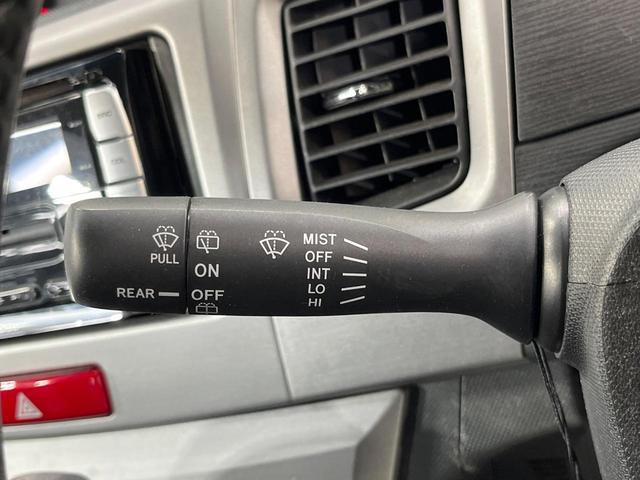 MIST
OFF
INT
LO
HI
PULL
ON
REAR OFF